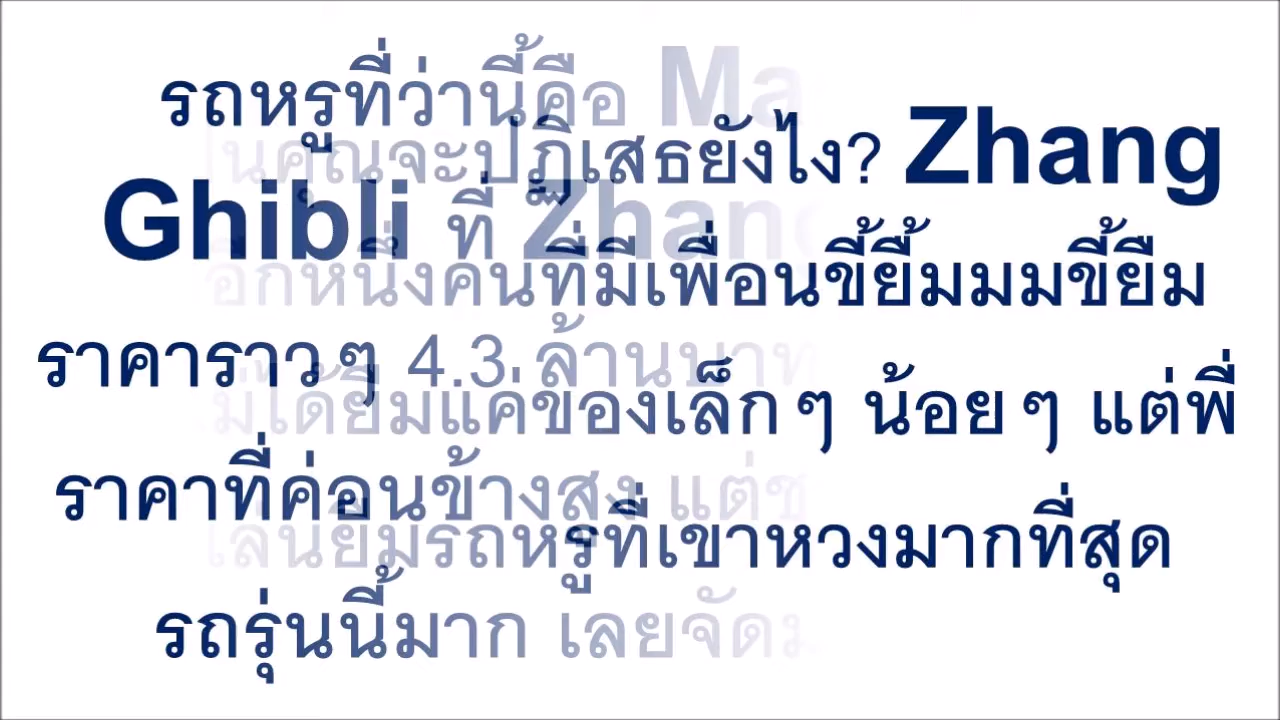 รถหรูที่ว่านี้คือ
คุณจะปฏิเสธยังไง? Zhang
Ghibli ที่ Zhang
อีกหนึ่งคนที่มีเพื่อนขี้ยื้มมมขี้ยืม
ราคาราวๆ 4.3 ล้านบาท
ได้ยืมแค่ของเล็กๆ น้อยๆ แต่พี่
ราคาที่ค่อนข้างสูง แต่
เล่นยืมรถหรูที่เขาหวงมากที่สุด
รถรุ่นนี้มาก เลยจัด